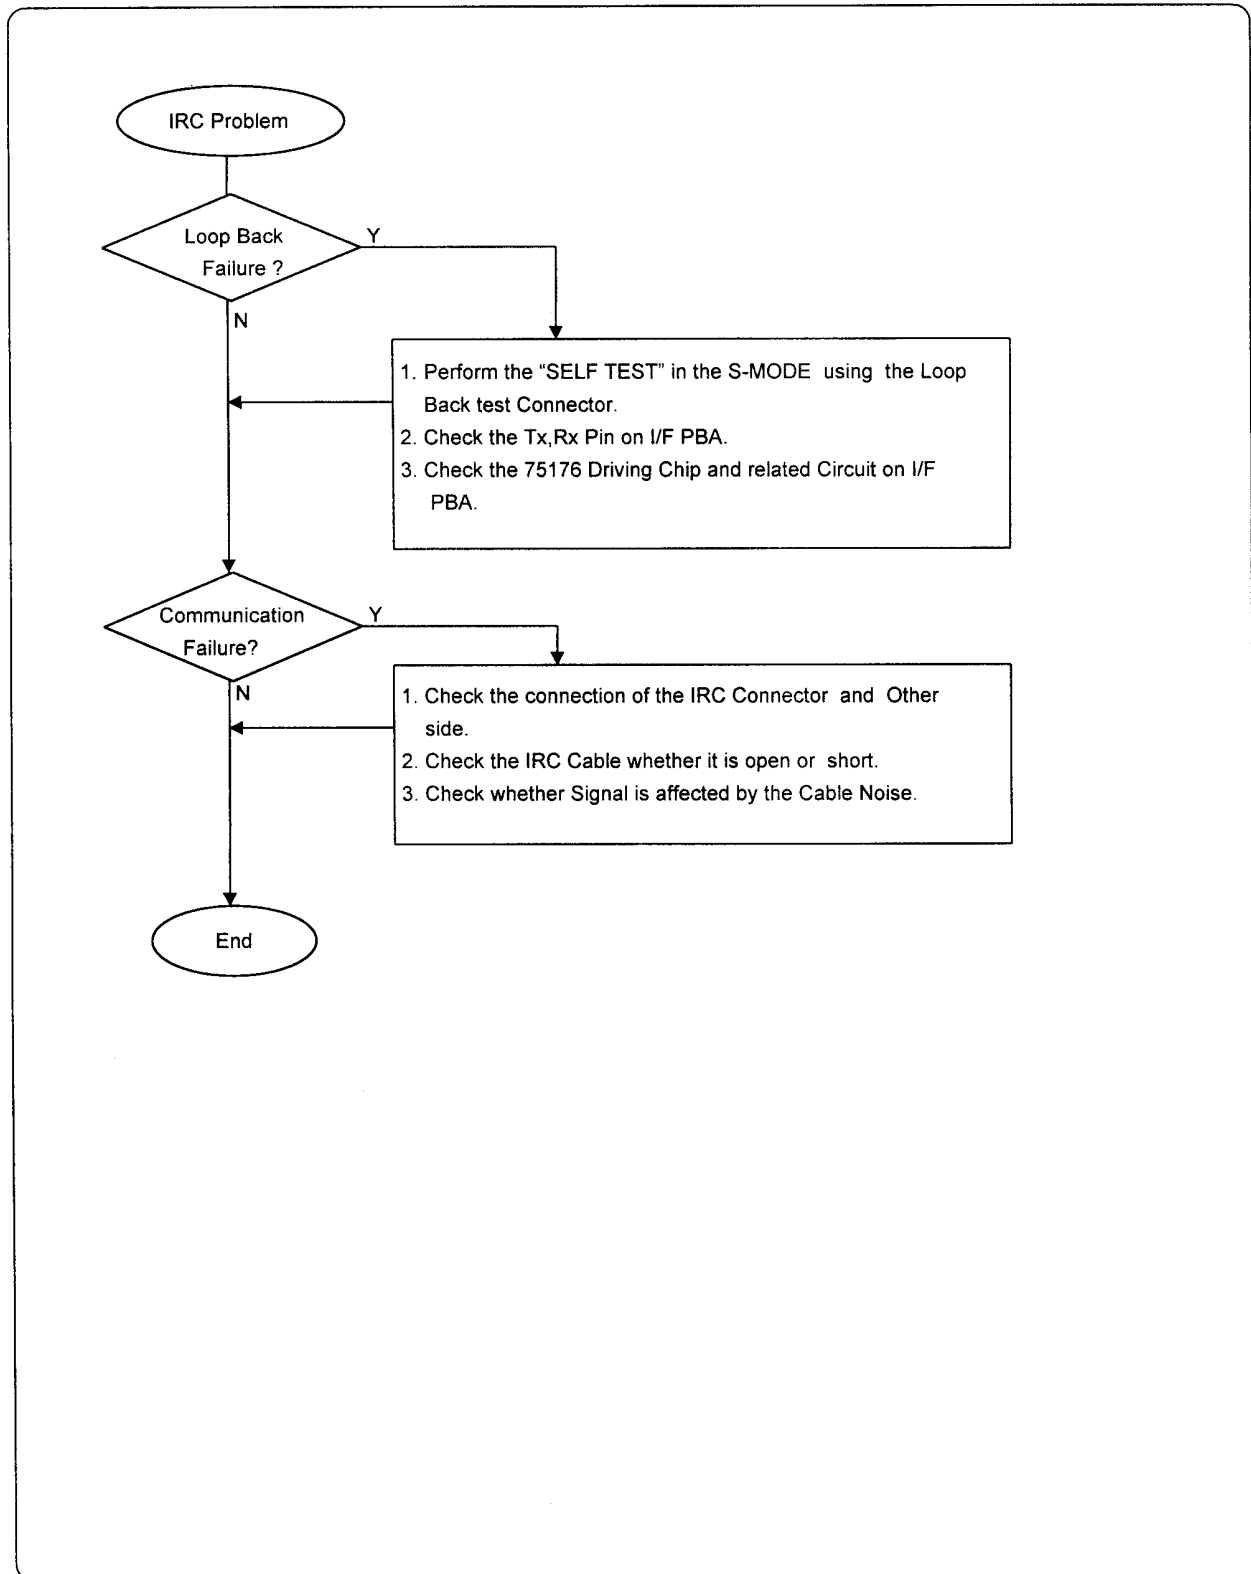 IRC Problem
Loop Back
Failure ?
Y
N
1. Perform the “SELF TEST” in the S-MODE using the Loop
Back test Connector.
2. Check the Tx,Rx Pin on I/F PBA.
3. Check the 75176 Driving Chip and related Circuit on I/F
PBA.
Communication
Failure?
Y
N
1. Check the connection of the IRC Connector and Other
side.
2. Check the IRC Cable whether it is open or short.
3. Check whether Signal is affected by the Cable Noise.
End